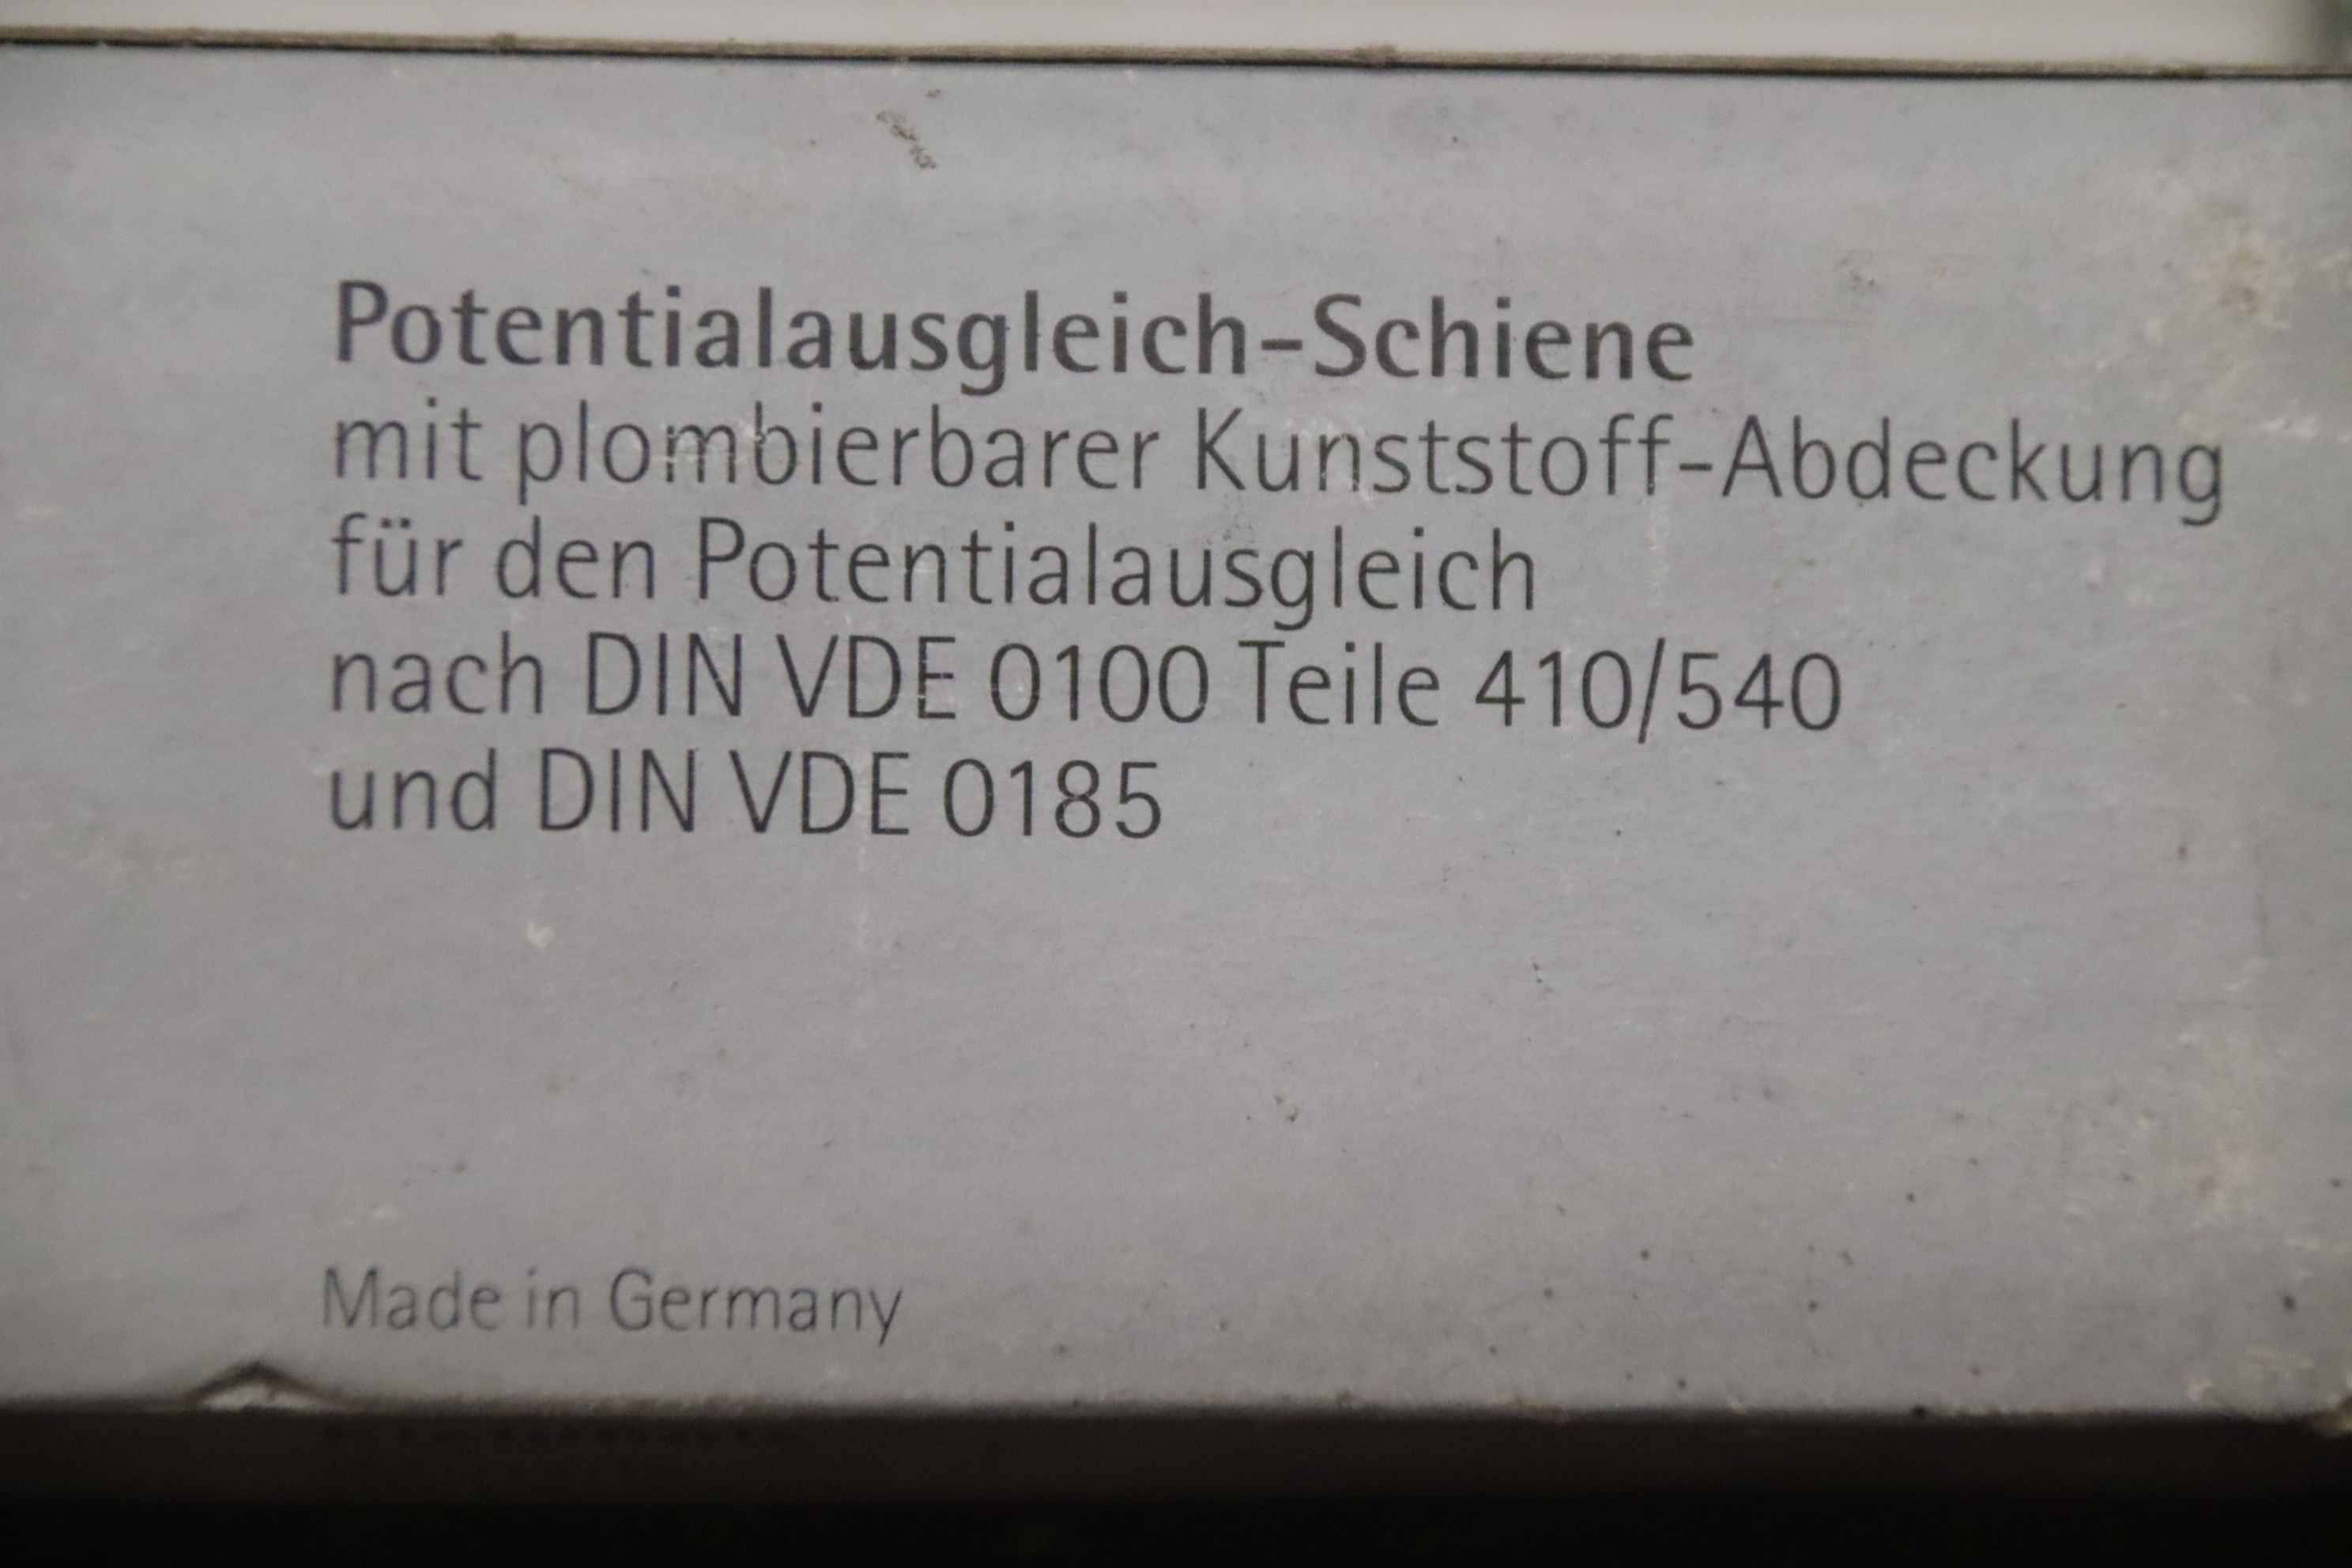 Potentialausgleich-Schiene
mit plombierbarer Kunststoff-Abdeckung
für den Potentialausgleich
nach DIN VDE 0100 Teile 410/540
und DIN VDE 0185
Made in Germany